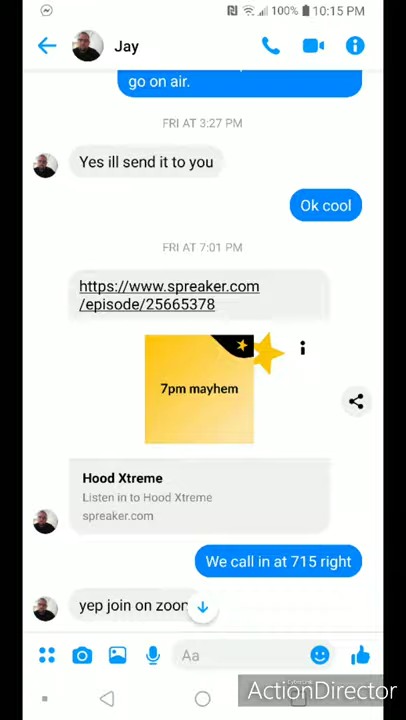 100% 10:15 PM
Jay
go on air.
FRI AT 3:27 PM
Yes ill send it to you
Ok cool
FRI AT 7:01 PM
https://www.spreaker.com
/episode/25665378
7pm mayhem
Hood Xtreme
Listen in to Hood Xtreme
spreaker.com
We call in at 715 right
yep join on zoom
Aa
CyberLink
ActionDirector